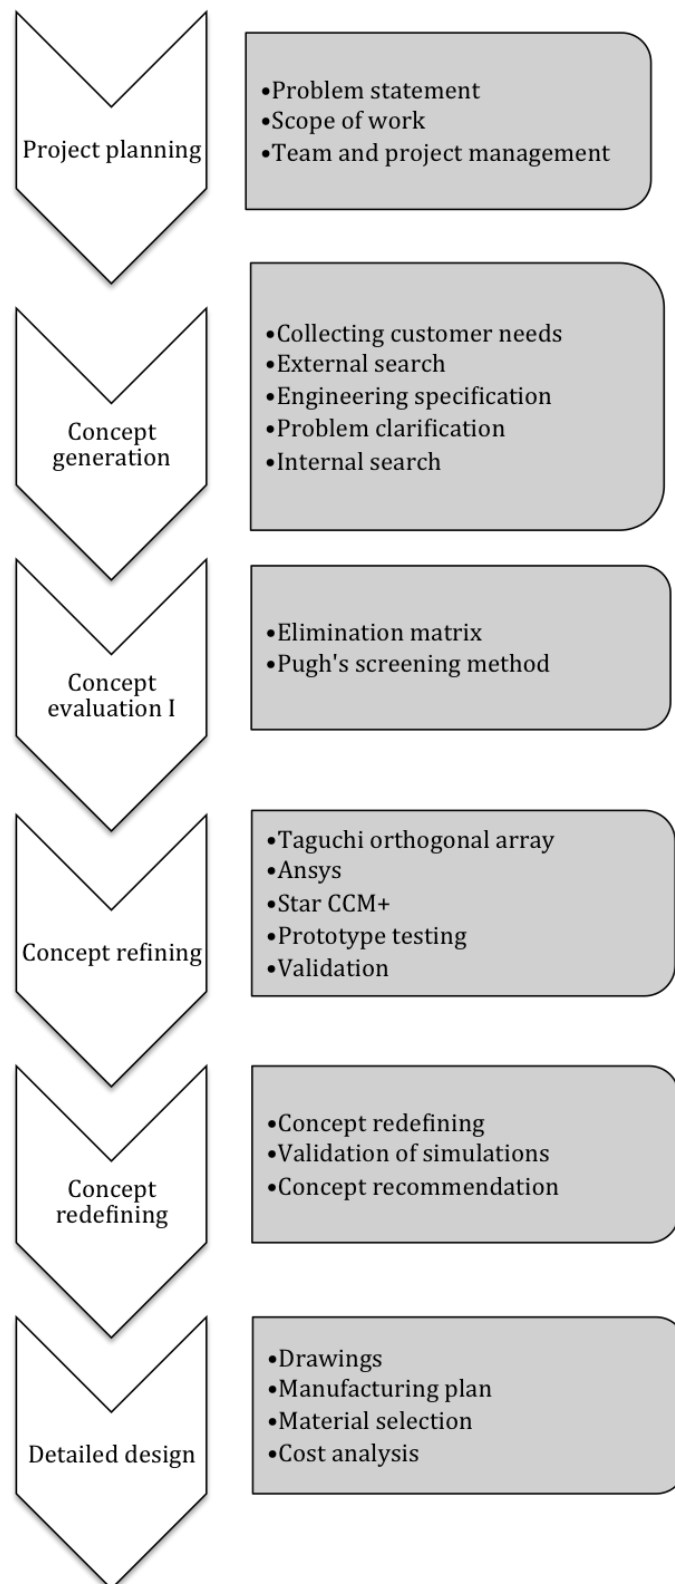 Project planning
•Problem statement
•Scope of work
•Team and project management
Concept
generation
•Collecting customer needs
•External search
•Engineering specification
•Problem clarification
•Internal search
Concept
evaluation I
•Elimination matrix
•Pugh's screening method
Concept refining
•Taguchi orthogonal array
•Ansys
•Star CCM+
•Prototype testing
•Validation
Concept
redefining
•Concept redefining
•Validation of simulations
•Concept recommendation
Detailed design
•Drawings
•Manufacturing plan
•Material selection
•Cost analysis